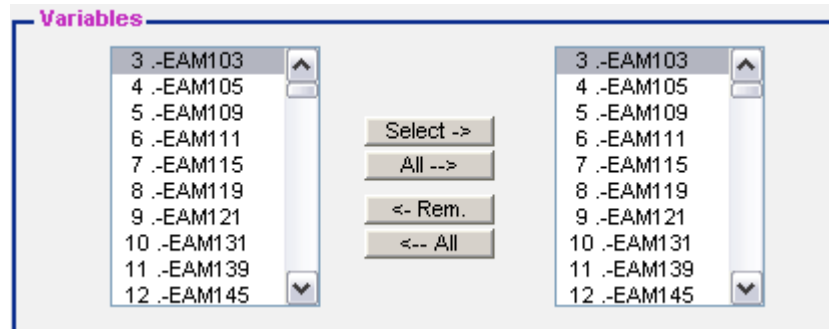 Variables
3 .-EAM103
4 .-EAM105
5 .-EAM109
6 .-EAM111
7 .-EAM115
8 .-EAM119
9 .-EAM121
10 .-EAM131
11 .-EAM139
12 .-EAM145
Select ->
All -->
<- Rem.
<-- All
3 .-EAM103
4 .-EAM105
5 .-EAM109
6 .-EAM111
7 .-EAM115
8 .-EAM119
9 .-EAM121
10 .-EAM131
11 .-EAM139
12 .-EAM145